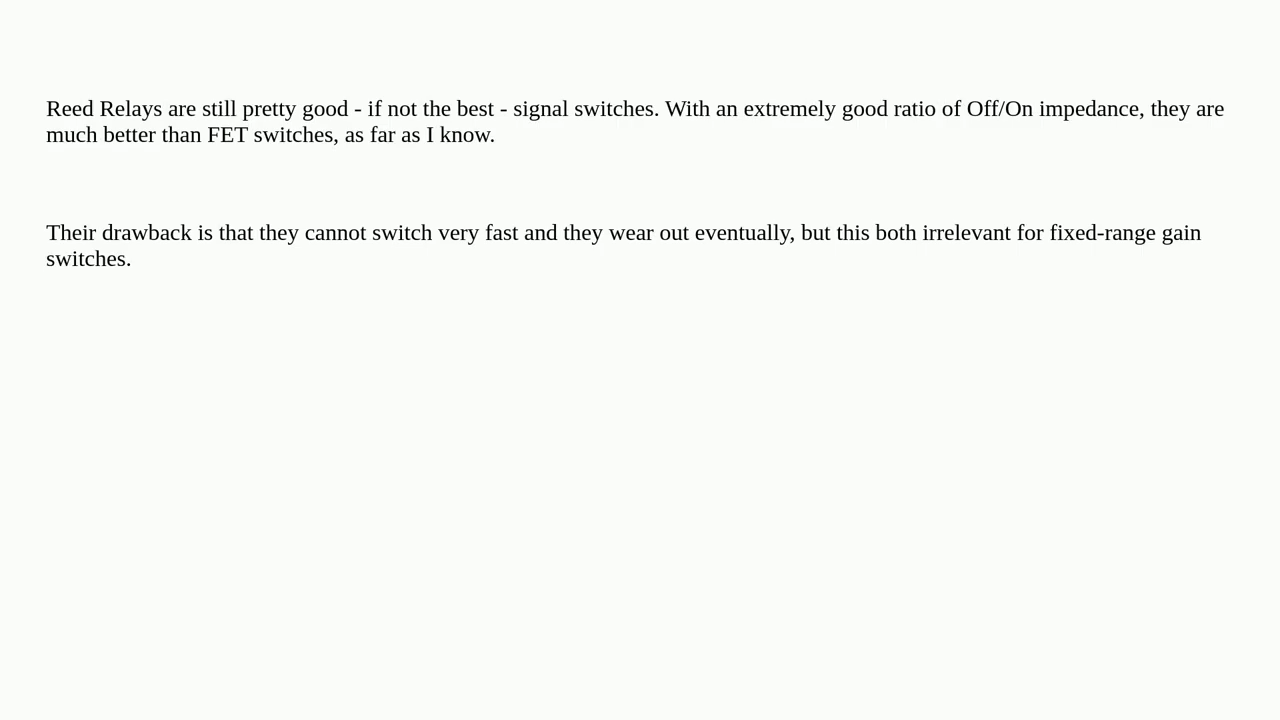 Reed Relays are still pretty good - if not the best - signal switches. With an extremely good ratio of Off/On impedance, they are
much better than FET switches, as far as I know.
Their drawback is that they cannot switch very fast and they wear out eventually, but this both irrelevant for fixed-range gain
switches.